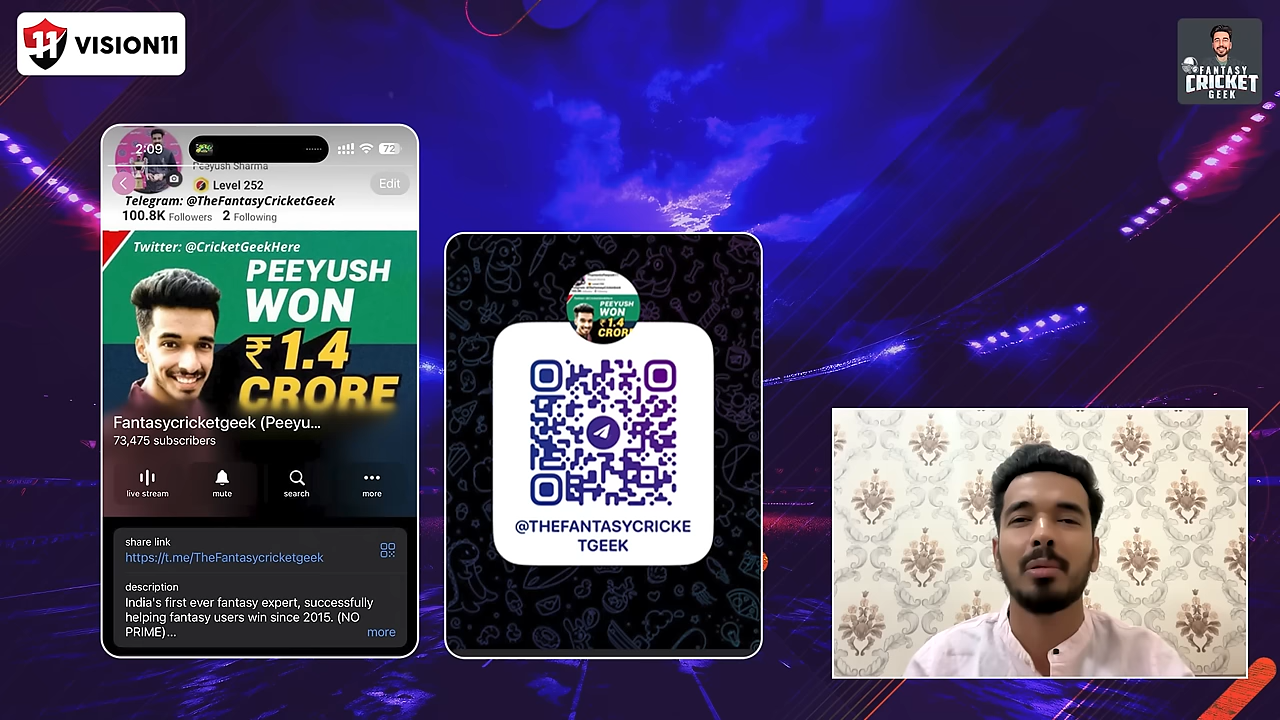 11 VISION11
FANTASY
CRICKET
GEEK
2:09
72
Peeyush Sharma
Level 252
Edit
Telegram: @TheFantasyCricketGeek
100.8K Followers 2 Following
Twitter: @CricketGeekHere
PEEYUSH
WON
₹1.4
CRORE
Fantasycricketgeek (Peeyu...
73,475 subscribers
live stream
mute
search
more
share link
https://t.me/TheFantasycricketgeek
description
India's first ever fantasy expert, successfully
helping fantasy users win since 2015. (NO
PRIME)...
more
PEEYUSH
WON
₹1.4
CROR
@THEFANTASYCRICKE
TGEEK